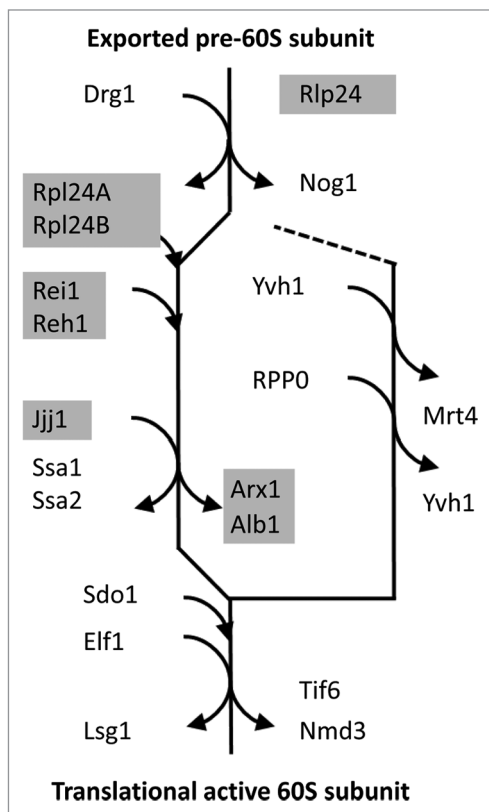 Exported pre-60S subunit
Drg1
Rlp24
Nog1
Rpl24A
Rpl24B
Rei1
Reh1
Yvh1
RPP0
Mrt4
Jjj1
Ssa1
Ssa2
Arx1
Alb1
Yvh1
Sdo1
Elf1
Tif6
Lsg1
Nmd3
Translational active 60S subunit